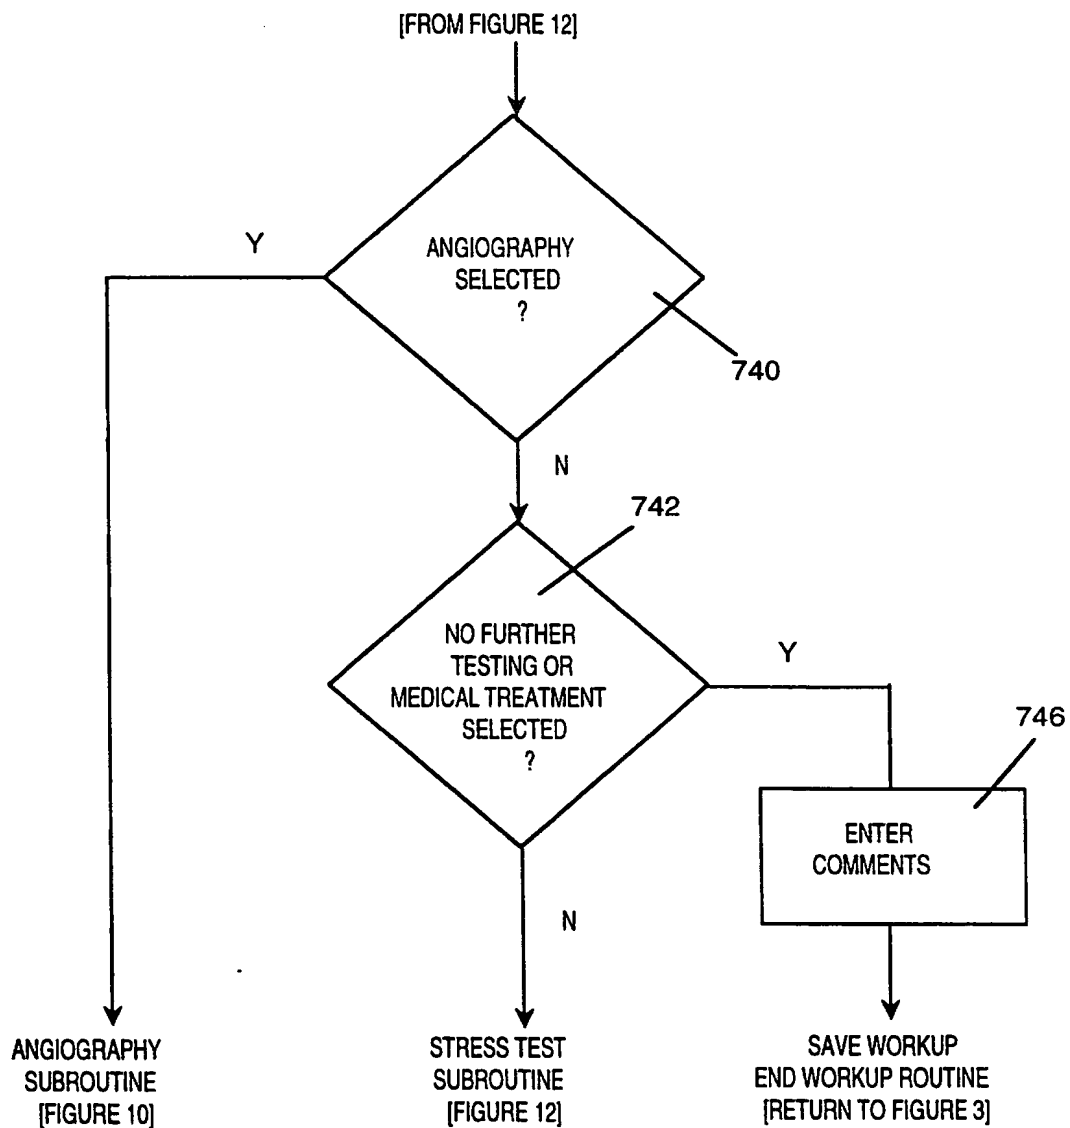 [FROM FIGURE 12]
Y
ANGIOGRAPHY
SELECTED
?
740
N
742
NO FURTHER
TESTING OR
MEDICAL TREATMENT
SELECTED
?
Y
746
ENTER
COMMENTS
N
ANGIOGRAPHY
SUBROUTINE
[FIGURE 10]
STRESS TEST
SUBROUTINE
[FIGURE 12]
SAVE WORKUP
END WORKUP ROUTINE
[RETURN TO FIGURE 3]